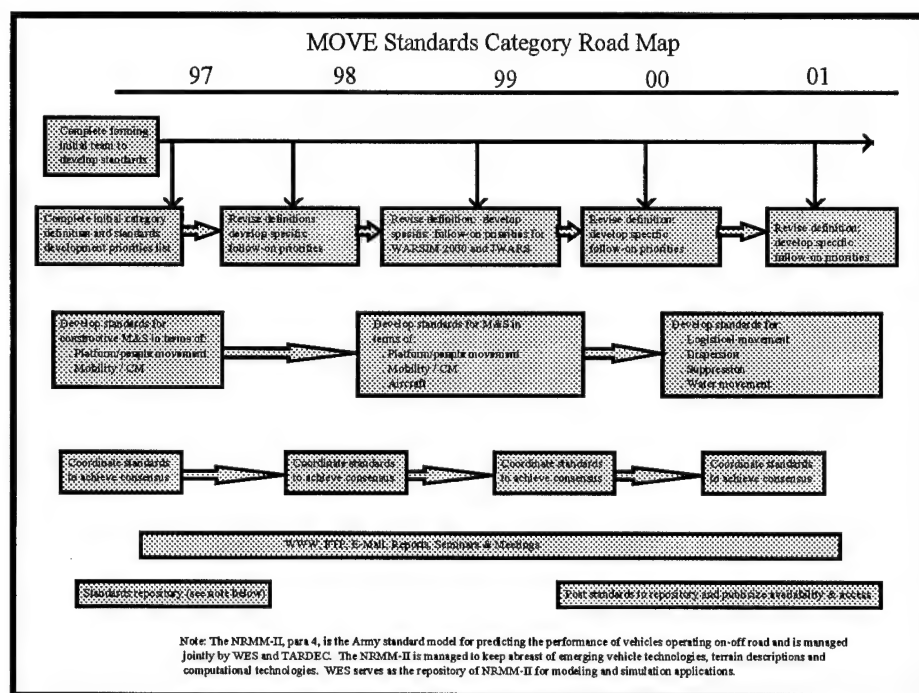 MOVE Standards Category Road Map
97 98 99 00 01
Complete forming
initial team to
develop standards
Complete initial category
definition and standards
development priorities list
Revise definitions;
develop specific
follow-on priorities
Revise definition; develop
specific follow-on priorities for
WARSIM 2000 and JWARS
Revise definition;
develop specific
follow-on priorities
Revise definition;
develop specific
follow-on priorities
Develop standards for
constructive M&S in terms of:
Platform/people movement
Mobility / CM
Develop standards for M&S in
terms of:
Platform/people movement
Mobility / CM
Aircraft
Develop standards for:
Logistical movement
Dispersion
Suppression
Water movement
Coordinate standards
to achieve consensus
Coordinate standards
to achieve consensus
Coordinate standards
to achieve consensus
Coordinate standards
to achieve consensus
WWW, FTP, E-Mail, Reports, Seminars & Meetings
Standards repository (see note below)
Post standards to repository and publicize availability & access
Note: The NRMM-II, para 4, is the Army standard model for predicting the performance of vehicles operating on-off road and is managed
jointly by WES and TARDEC. The NRMM-II is managed to keep abreast of emerging vehicle technologies, terrain descriptions and
computational technologies. WES serves as the repository of NRMM-II for modeling and simulation applications.